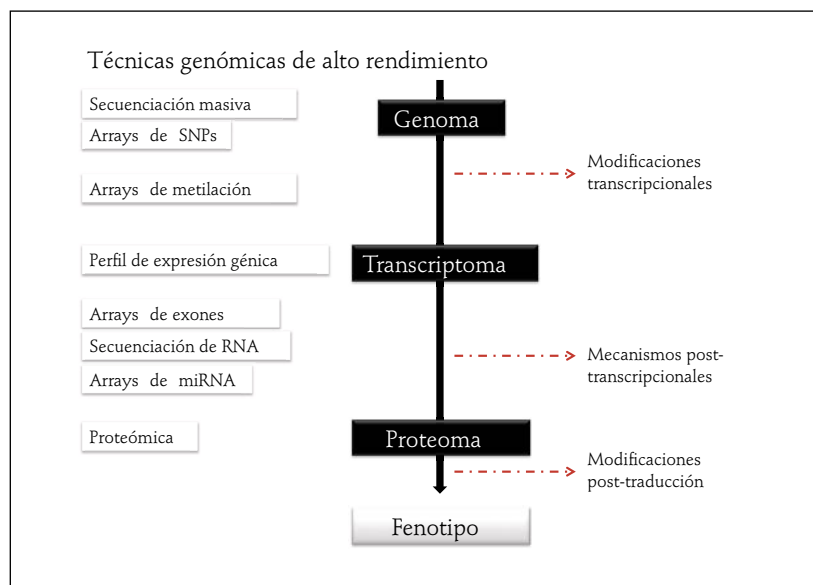 Técnicas genómicas de alto rendimiento
Secuenciación masiva
Arrays de SNPs
Arrays de metilación
Perfil de expresión génica
Arrays de exones
Secuenciación de RNA
Arrays de miRNA
Proteómica
Genoma
Transcriptoma
Proteoma
Fenotipo
Modificaciones
transcripcionales
Mecanismos post-
transcripcionales
Modificaciones
post-traducción